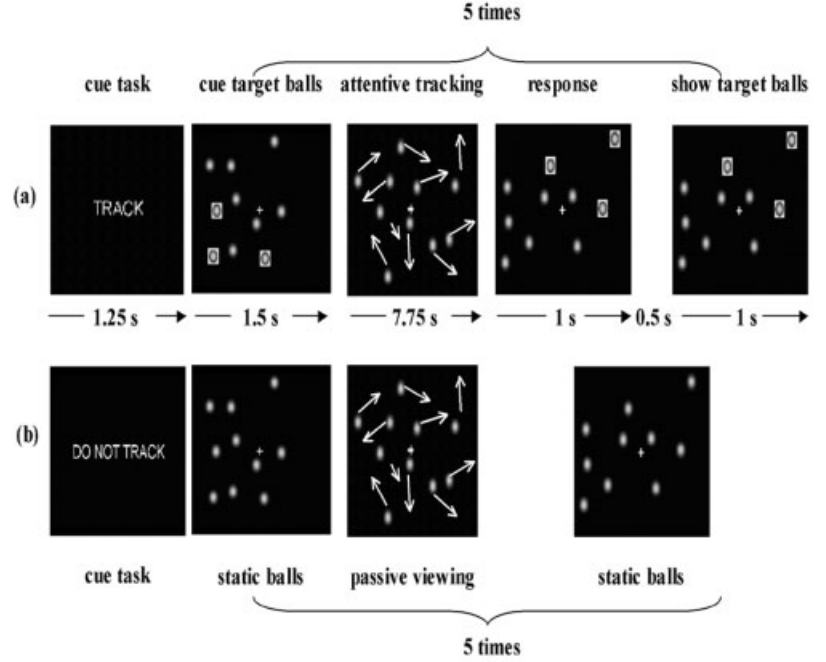 5 times
cue task cue target balls attentive tracking response show target balls
(a)
TRACK
1.25 s 1.5 s 7.75 s 1 s 0.5 s 1 s
(b)
DO NOT TRACK
cue task static balls passive viewing static balls
5 times